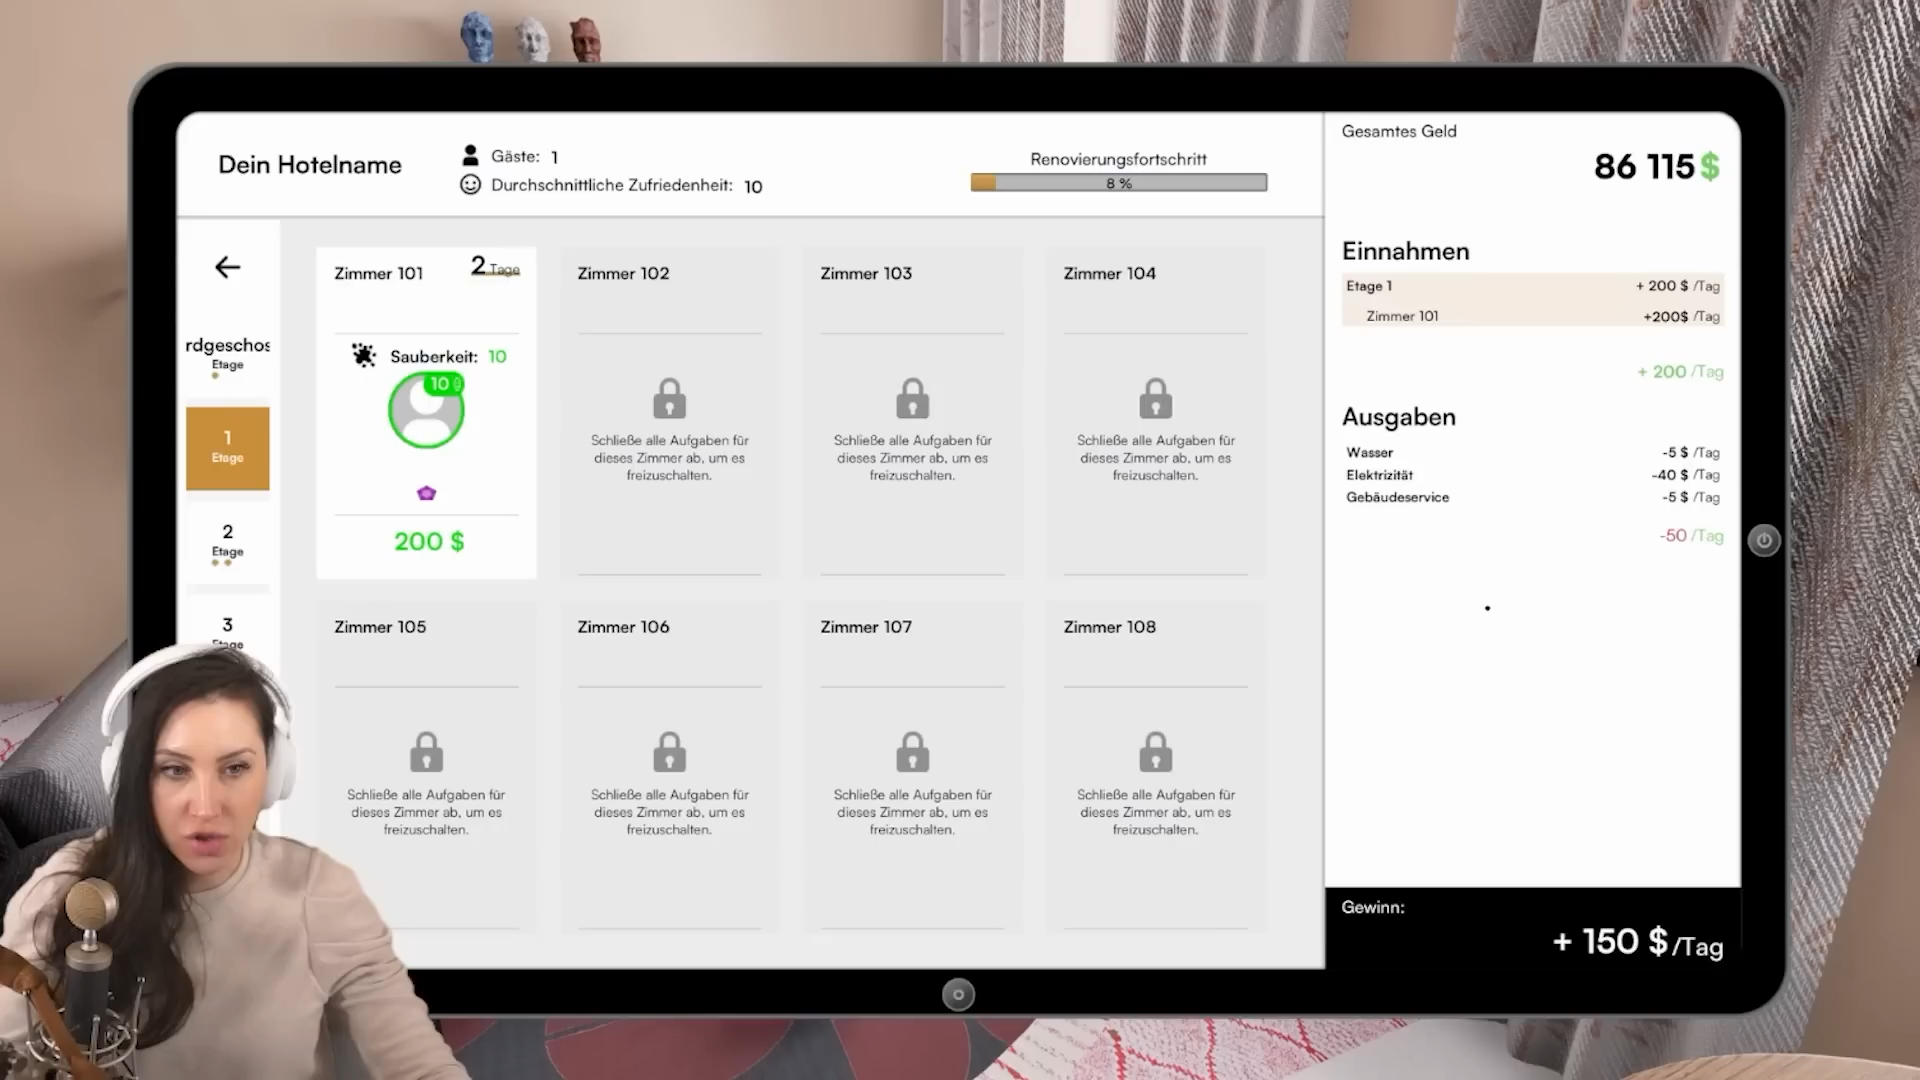 Dein Hotelname
Gäste: 1
Durchschnittliche Zufriedenheit: 10
Renovierungsfortschritt
8 %
Gesamtes Geld
86 115 $
rdgeschos
Etage
1
Etage
2
Etage
3
Etage
Zimmer 101
2 Tage
Sauberkeit: 10
10
200 $
Zimmer 102
Schließe alle Aufgaben für
dieses Zimmer ab, um es
freizuschalten.
Zimmer 103
Schließe alle Aufgaben für
dieses Zimmer ab, um es
freizuschalten.
Zimmer 104
Schließe alle Aufgaben für
dieses Zimmer ab, um es
freizuschalten.
Zimmer 105
Schließe alle Aufgaben für
dieses Zimmer ab, um es
freizuschalten.
Zimmer 106
Schließe alle Aufgaben für
dieses Zimmer ab, um es
freizuschalten.
Zimmer 107
Schließe alle Aufgaben für
dieses Zimmer ab, um es
freizuschalten.
Zimmer 108
Schließe alle Aufgaben für
dieses Zimmer ab, um es
freizuschalten.
Einnahmen
Etage 1 + 200 $ /Tag
Zimmer 101 +200$ /Tag
+ 200 /Tag
Ausgaben
Wasser -5 $ /Tag
Elektrizität -40 $ /Tag
Gebäudeservice -5 $ /Tag
-50 /Tag
Gewinn:
+ 150 $ /Tag